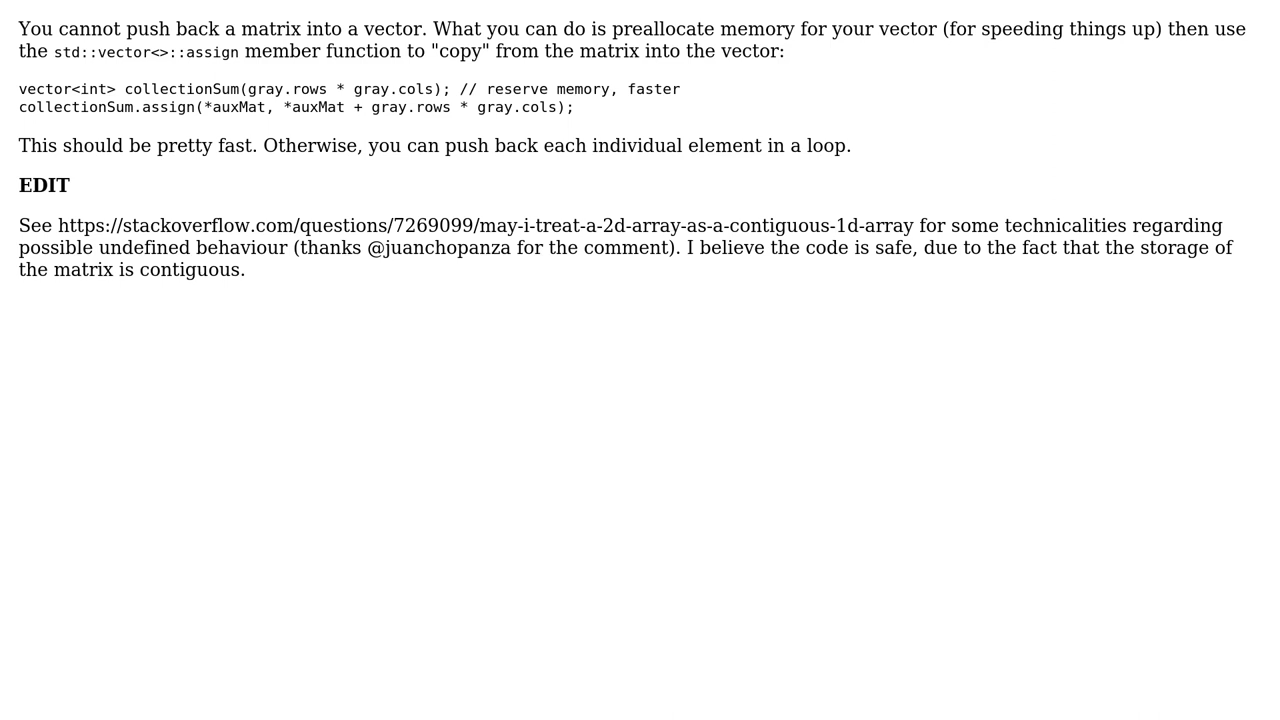 You cannot push back a matrix into a vector. What you can do is preallocate memory for your vector (for speeding things up) then use
the std::vector<>::assign member function to "copy" from the matrix into the vector:
vector<int> collectionSum(gray.rows * gray.cols); // reserve memory, faster
collectionSum.assign(*auxMat, *auxMat + gray.rows * gray.cols);
This should be pretty fast. Otherwise, you can push back each individual element in a loop.
EDIT
See https://stackoverflow.com/questions/7269099/may-i-treat-a-2d-array-as-a-contiguous-1d-array for some technicalities regarding
possible undefined behaviour (thanks @juanchopanza for the comment). I believe the code is safe, due to the fact that the storage of
the matrix is contiguous.